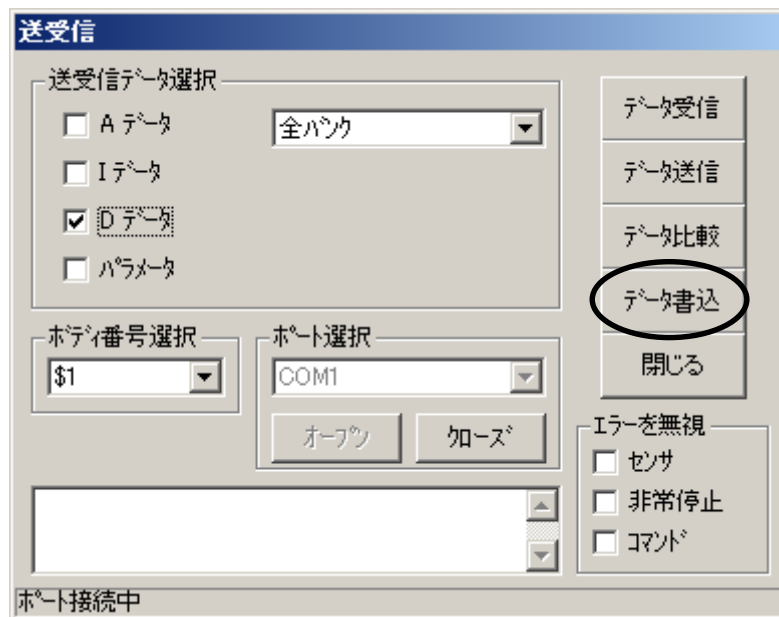 送受信
送受信ﾃﾞｰﾀ選択
A ﾃﾞｰﾀ
全ﾊﾞﾝｸ
I ﾃﾞｰﾀ
D ﾃﾞｰﾀ
ﾊﾟﾗﾒｰﾀ
ﾃﾞｰﾀ受信
ﾃﾞｰﾀ送信
ﾃﾞｰﾀ比較
ﾃﾞｰﾀ書込
閉じる
ﾎﾞﾃﾞｨ番号選択
$1
ﾎﾟｰﾄ選択
COM1
ｵｰﾌﾟﾝ
ｸﾛｰｽﾞ
ｴﾗｰを無視
ｾﾝｻ
非常停止
ｺﾏﾝﾄﾞ
ﾎﾟｰﾄ接続中